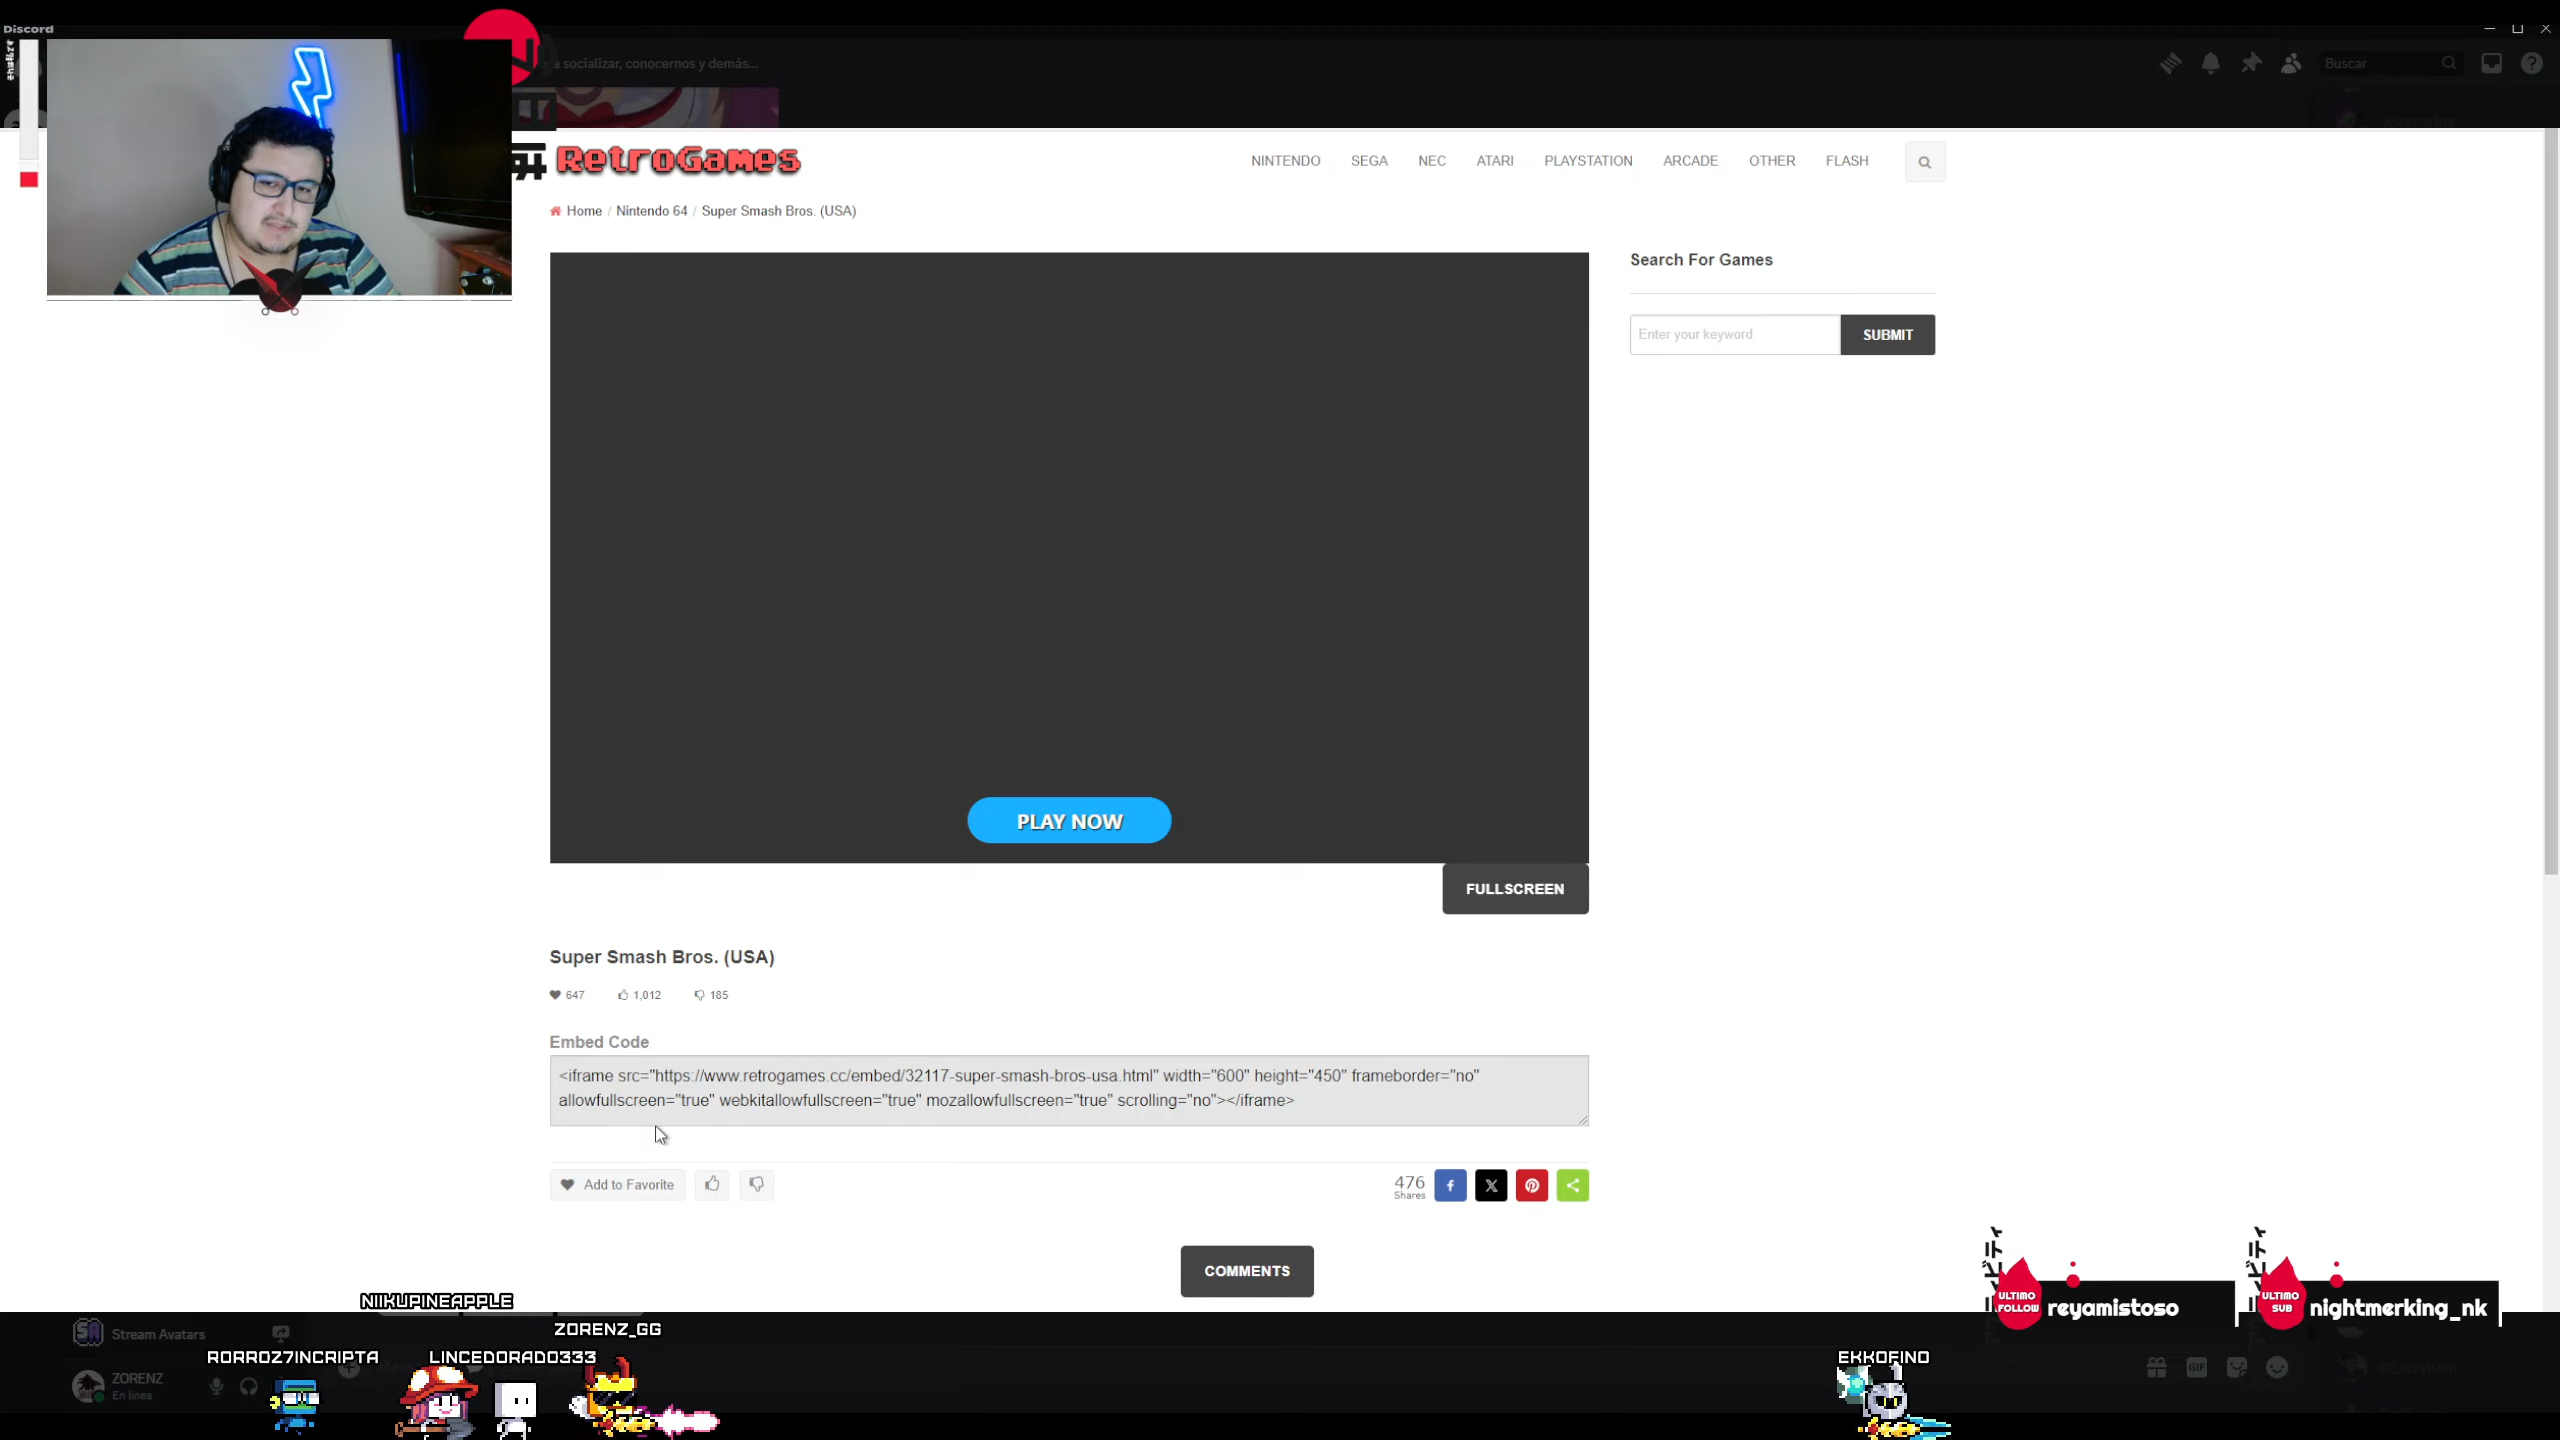 Discord
a socializar, conocernos y demás...
Buscar
RetroGames
NINTENDO
SEGA
NEC
ATARI
PLAYSTATION
ARCADE
OTHER
FLASH
Home / Nintendo 64 / Super Smash Bros. (USA)
Search For Games
Enter your keyword
SUBMIT
PLAY NOW
FULLSCREEN
Super Smash Bros. (USA)
647
1,012
185
Embed Code
<iframe src="https://www.retrogames.cc/embed/32117-super-smash-bros-usa.html" width="600" height="450" frameborder="no"
allowfullscreen="true" webkitallowfullscreen="true" mozallowfullscreen="true" scrolling="no"></iframe>
Add to Favorite
476
Shares
COMMENTS
NIIKUPINEAPPLE
ULTIMO
FOLLOW
reyamistoso
ULTIMO
SUB
nightmerking_nk
Stream Avatars
ZORENZ_GG
RORROZ7INCRIPTA
LINCEDORADO333
EKKOFINO
ZORENZ
En línea
GIF